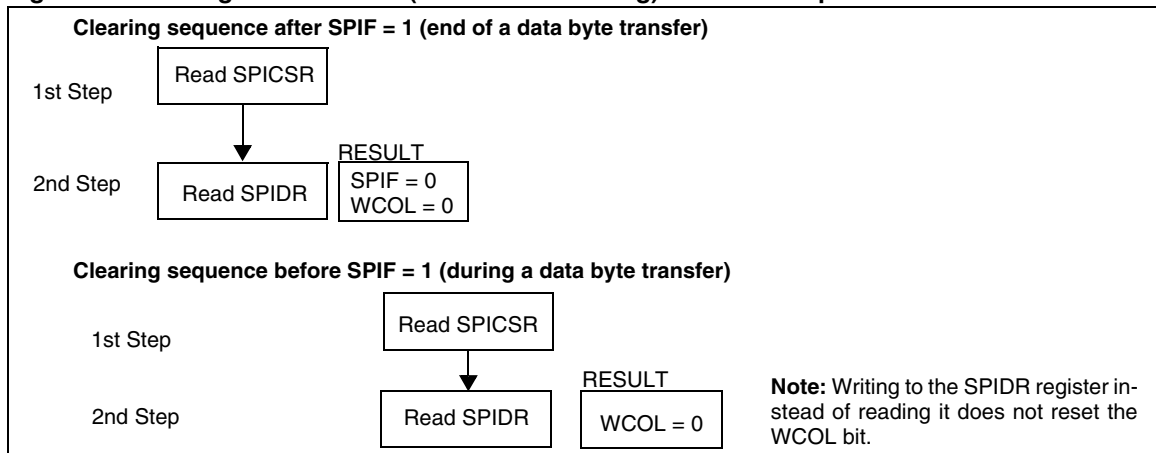 Clearing sequence after SPIF = 1 (end of a data byte transfer)
1st Step
Read SPICSR
RESULT
2nd Step
Read SPIDR
SPIF = 0
WCOL = 0
Clearing sequence before SPIF = 1 (during a data byte transfer)
1st Step
Read SPICSR
RESULT
2nd Step
Read SPIDR
WCOL = 0
Note: Writing to the SPIDR register in-
stead of reading it does not reset the
WCOL bit.